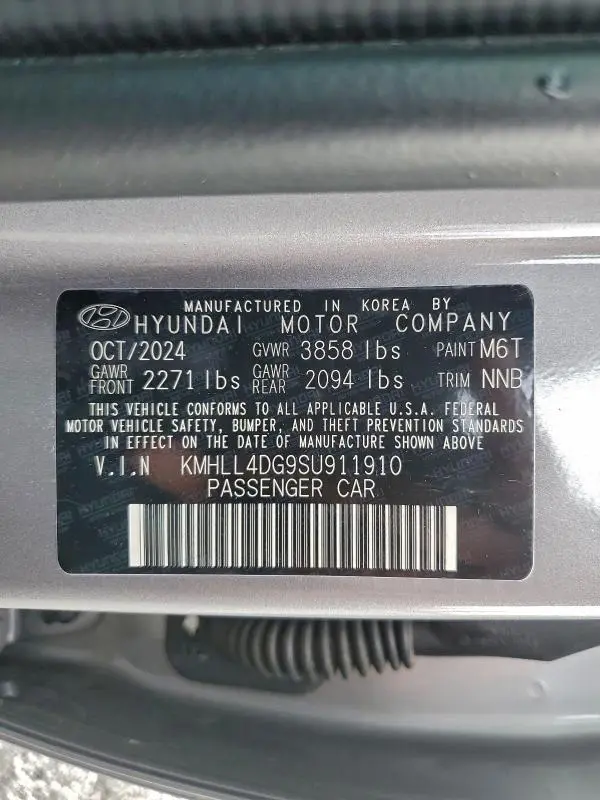 MANUFACTURED IN KOREA BY
HYUNDAI MOTOR COMPANY
OCT/2024 GVWR 3858 lbs PAINT M6T
GAWR FRONT 2271 lbs GAWR REAR 2094 lbs TRIM NNB
THIS VEHICLE CONFORMS TO ALL APPLICABLE U.S.A. FEDERAL
MOTOR VEHICLE SAFETY, BUMPER, AND THEFT PREVENTION STANDARDS
IN EFFECT ON THE DATE OF MANUFACTURE SHOWN ABOVE
V.I.N KMHLL4DG9SU911910
PASSENGER CAR